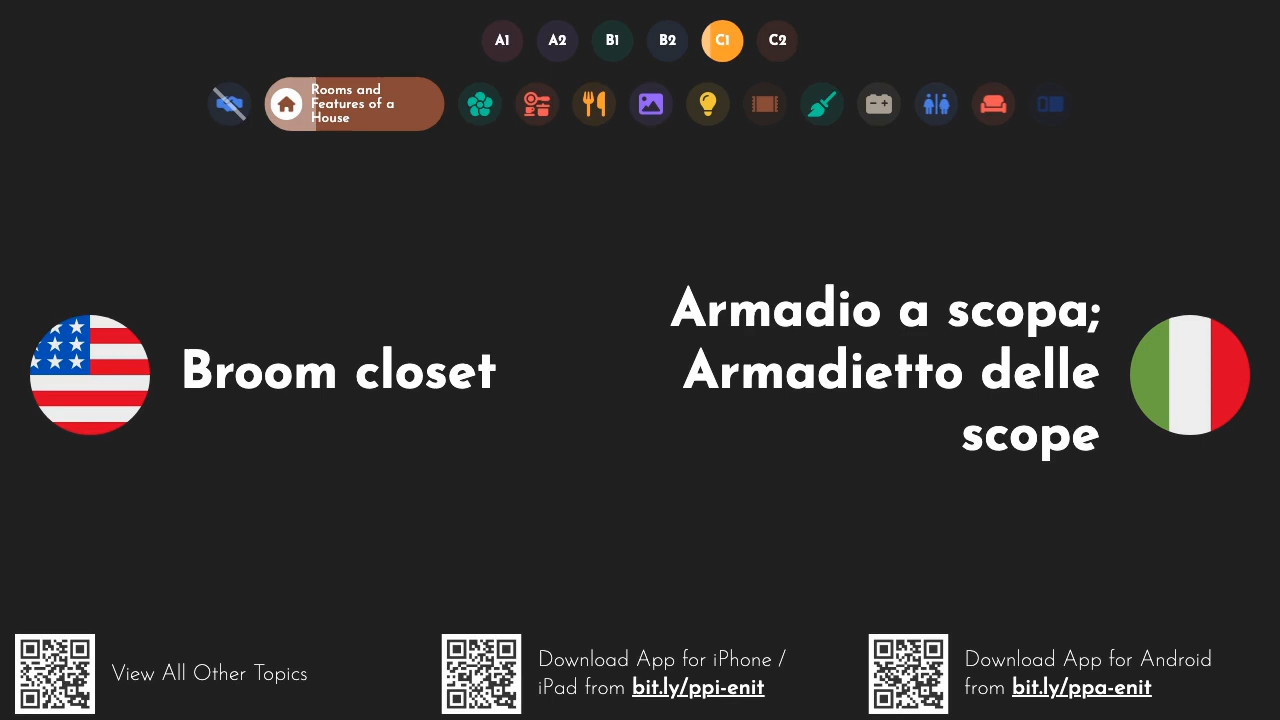 A1 A2 B1 B2 C1 C2
Rooms and
Features of a
House
Broom closet
Armadio a scopa;
Armadietto delle
scope
View All Other Topics
Download App for iPhone /
iPad from bit.ly/ppi-enit
Download App for Android
from bit.ly/ppa-enit